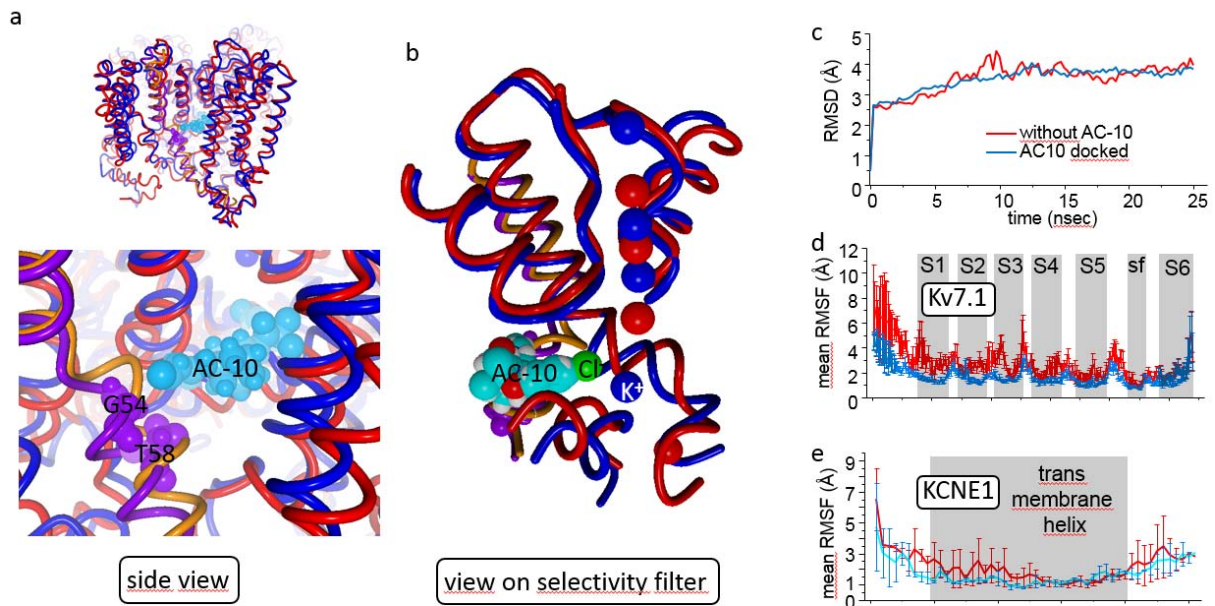 a
AC-10
G54
T58
side view
b
AC-10
Cl-
K+
view on selectivity filter
c
5
4
3
2
1
0
RMSD (Å)
without AC-10
AC10 docked
0 5 10 15 20 25
time (nsec)
d
12
10
8
6
4
2
1
0
mean RMSF (Å)
S1 S2 S3 S4 S5 sf S6
Kv7.1
e
9
7
5
3
1
0
mean RMSF (Å)
KCNE1
trans
membrane
helix